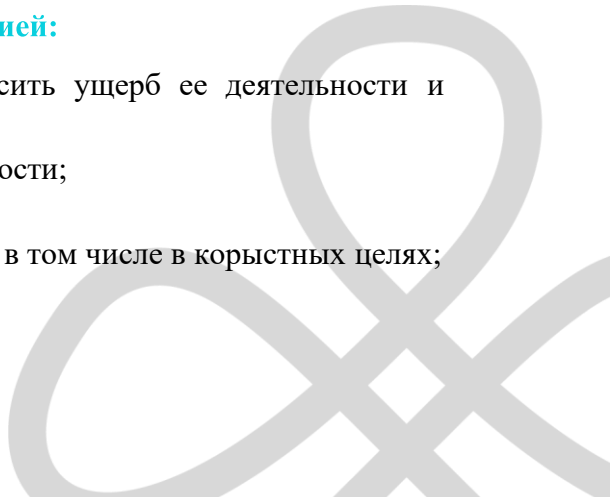 ией:
сить ущерб ее деятельности и
ости;
в том числе в корыстных целях;